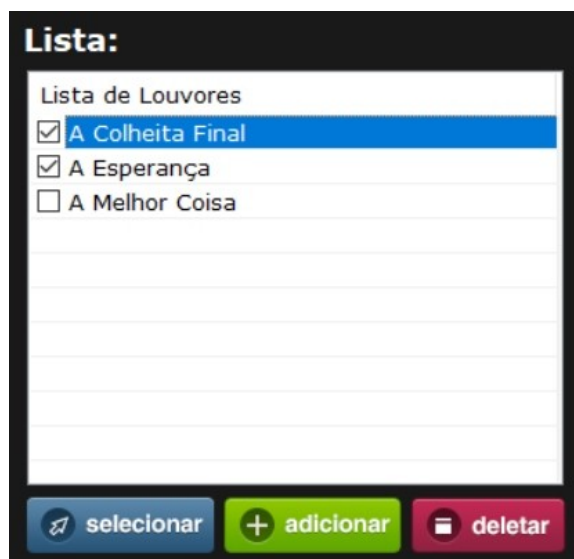 Lista:
Lista de Louvores
A Colheita Final
A Esperança
A Melhor Coisa
selecionar adicionar deletar